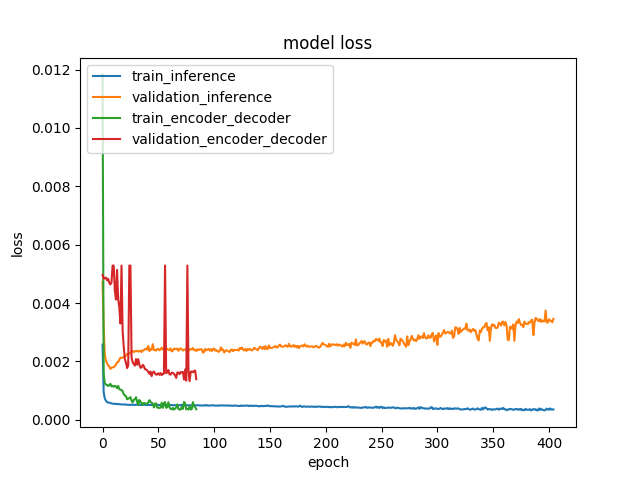 model loss
train_inference
validation_inference
train_encoder_decoder
validation_encoder_decoder
0.012
0.010
0.008
0.006
0.004
0.002
0.000
loss
0 50 100 150 200 250 300 350 400
epoch